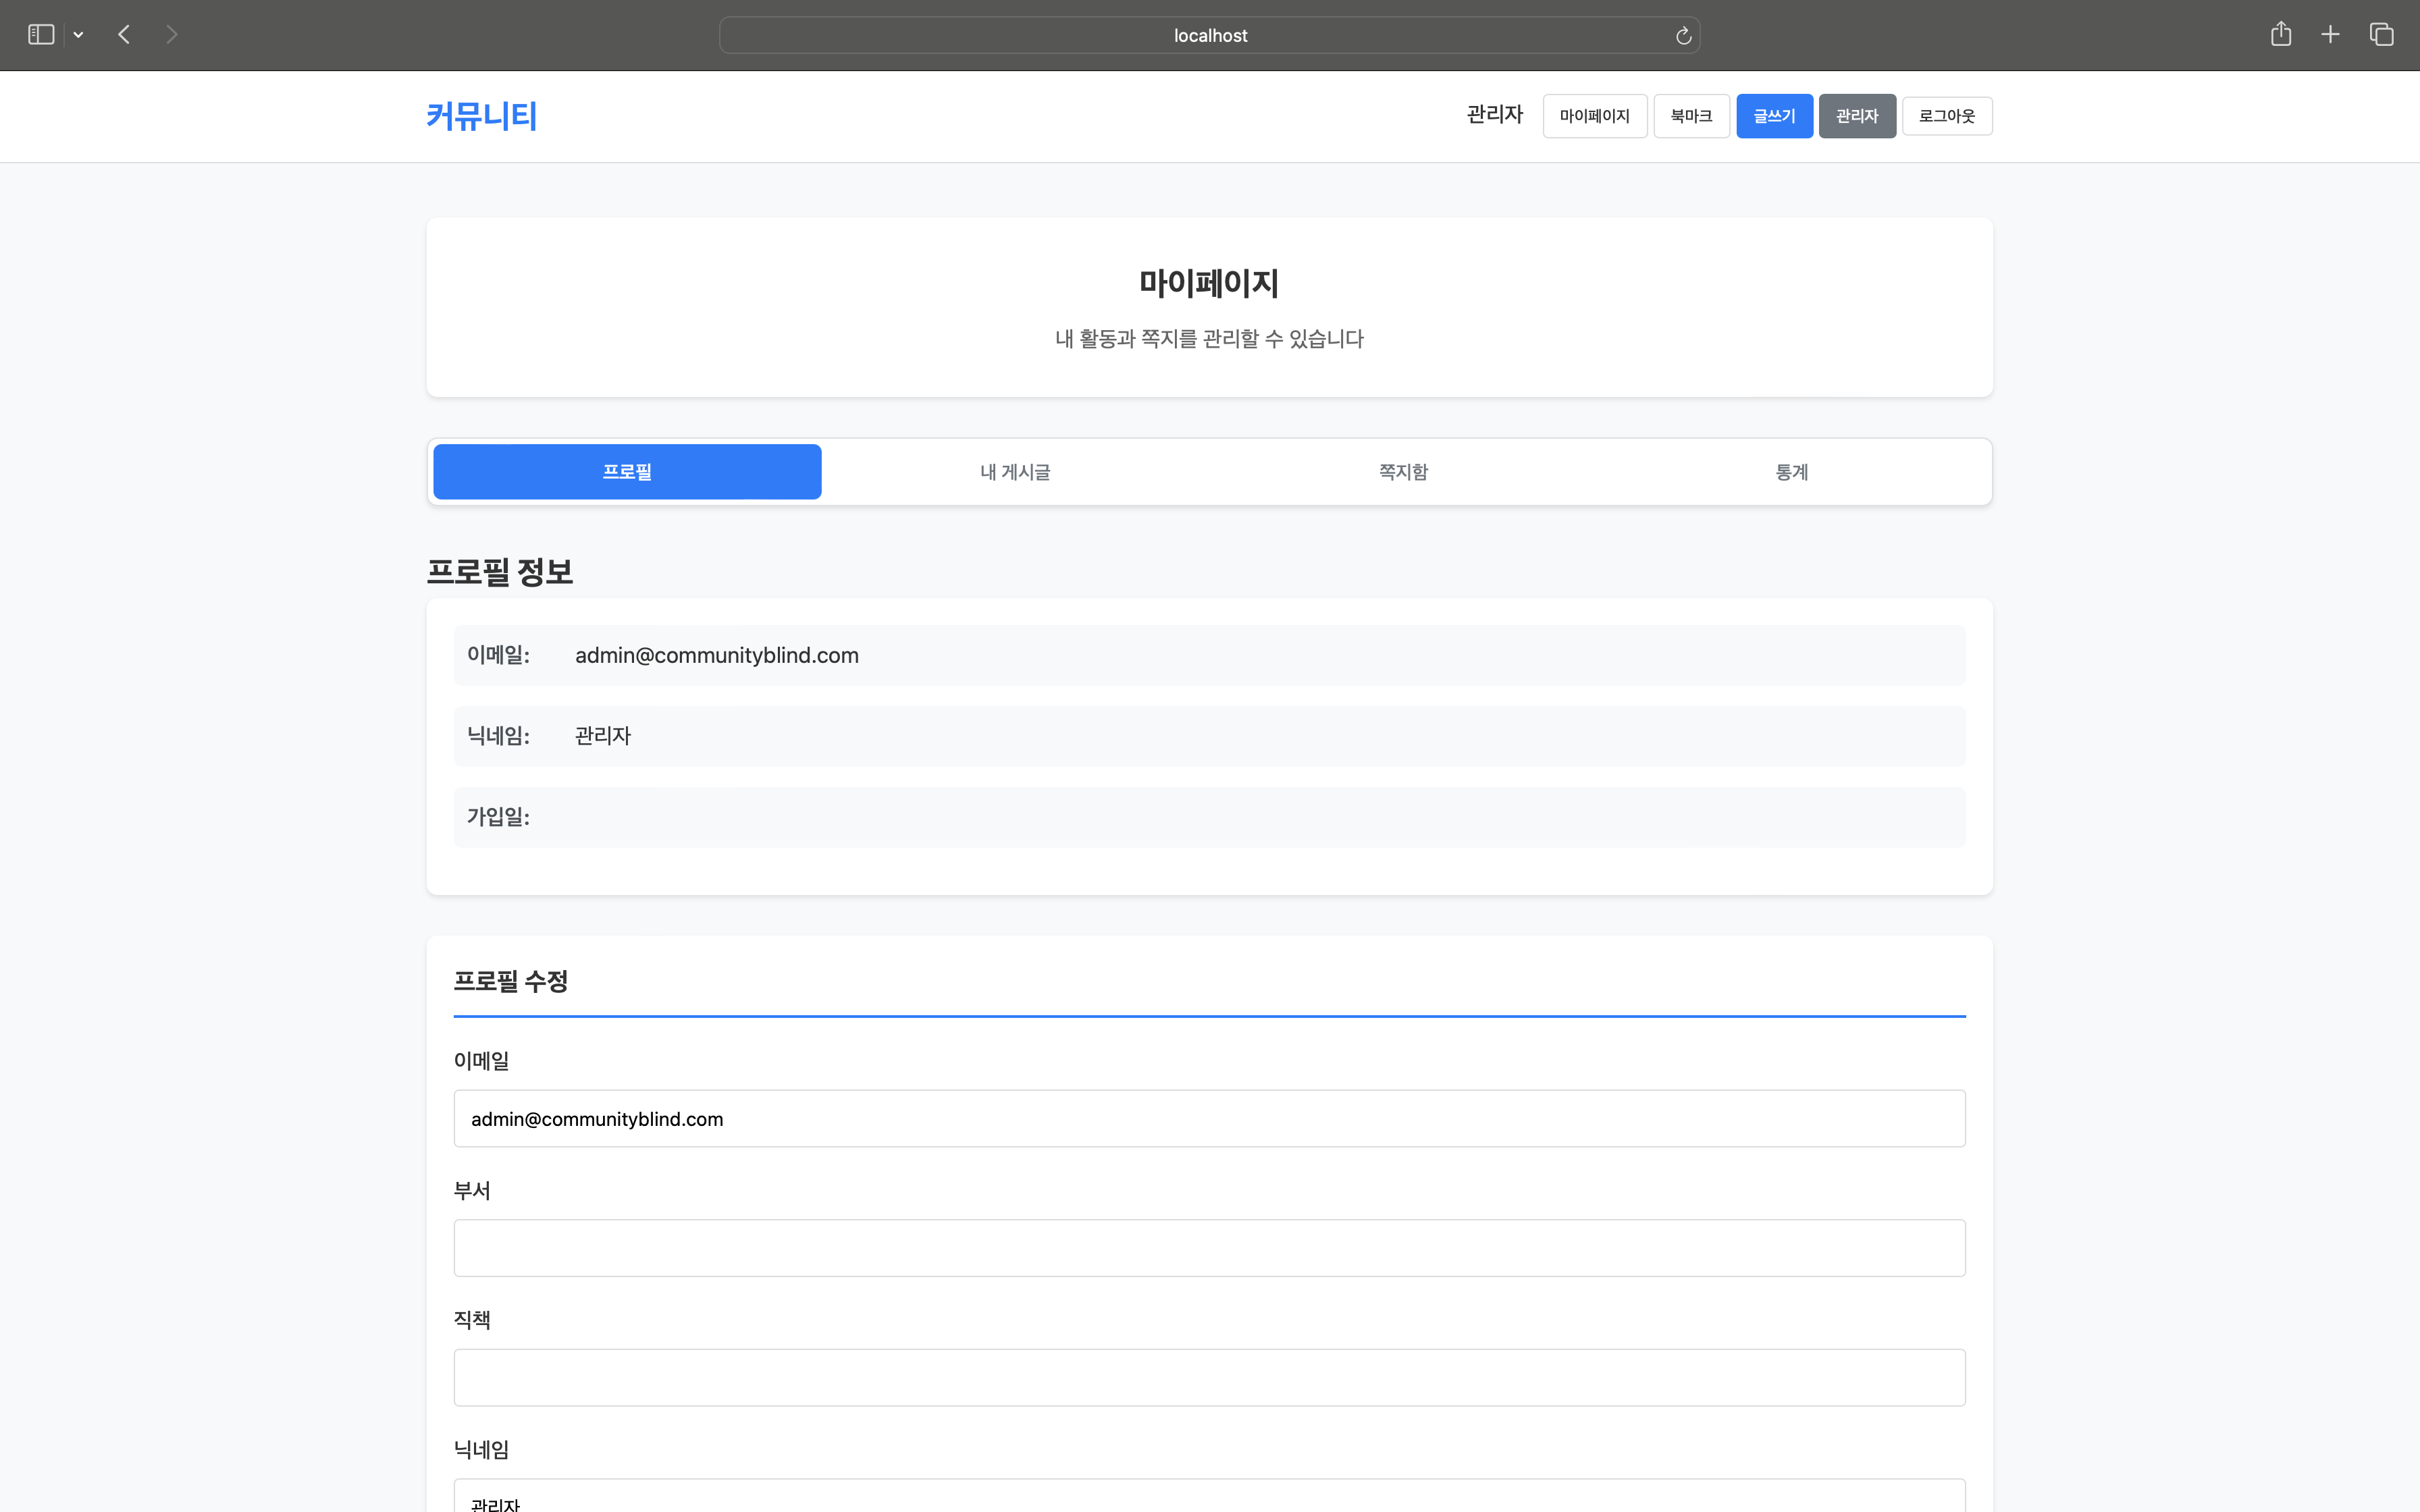 localhost
커뮤니티
관리자 마이페이지 북마크 글쓰기 관리자 로그아웃
마이페이지
내 활동과 쪽지를 관리할 수 있습니다
프로필 내 게시글 쪽지함 통계
프로필 정보
이메일: admin@communityblind.com
닉네임: 관리자
가입일:
프로필 수정
이메일
admin@communityblind.com
부서
직책
닉네임
관리자